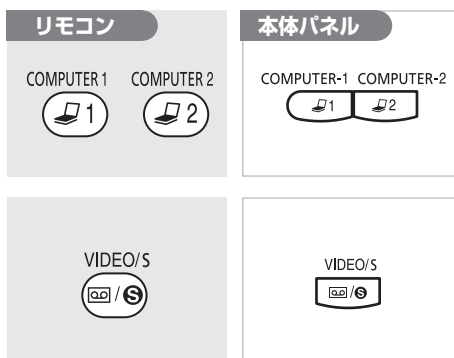 リモコン
本体パネル
COMPUTER 1 COMPUTER 2
1 2
COMPUTER-1 COMPUTER-2
1 2
VIDEO/S
/S
VIDEO/S
/S